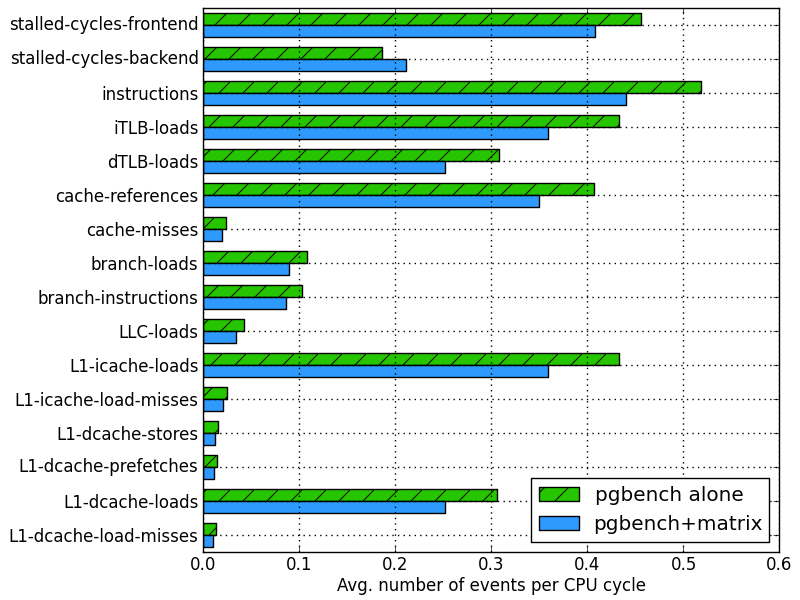 stalled-cycles-frontend
stalled-cycles-backend
instructions
iTLB-loads
dTLB-loads
cache-references
cache-misses
branch-loads
branch-instructions
LLC-loads
L1-icache-loads
L1-icache-load-misses
L1-dcache-stores
L1-dcache-prefetches
L1-dcache-loads
L1-dcache-load-misses
pgbench alone
pgbench+matrix
0.0 0.1 0.2 0.3 0.4 0.5 0.6
Avg. number of events per CPU cycle